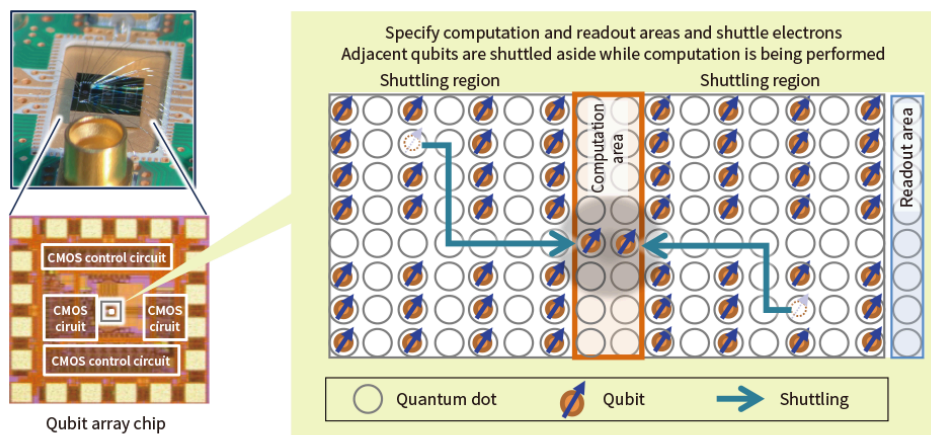 Specify computation and readout areas and shuttle electrons
Adjacent qubits are shuttled aside while computation is being performed
Shuttling region
Shuttling region
Computation
area
Readout area
CMOS control circuit
CMOS
ciruit
CMOS
círuit
CMOS control circuit
Qubit array chip
Quantum dot
Qubit
Shuttling